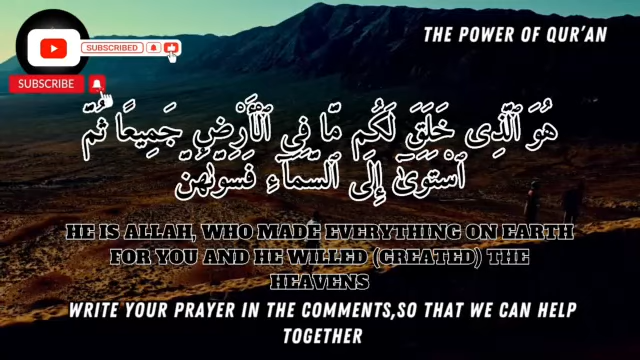 THE POWER OF QUR'AN
SUBSCRIBED
SUBSCRIBE
هُوَ ٱلَّذِى خَلَقَ لَكُم مَّا فِى ٱلْأَرْضِ جَمِيعًا ثُمَّ
ٱسْتَوَىٰٓ إِلَى ٱلسَّمَآءِ فَسَوَّىٰهُنَّ
HE IS ALLAH, WHO MADE EVERYTHING ON EARTH
FOR YOU AND HE WILLED (CREATED) THE
HEAVENS
WRITE YOUR PRAYER IN THE COMMENTS,SO THAT WE CAN HELP
TOGETHER